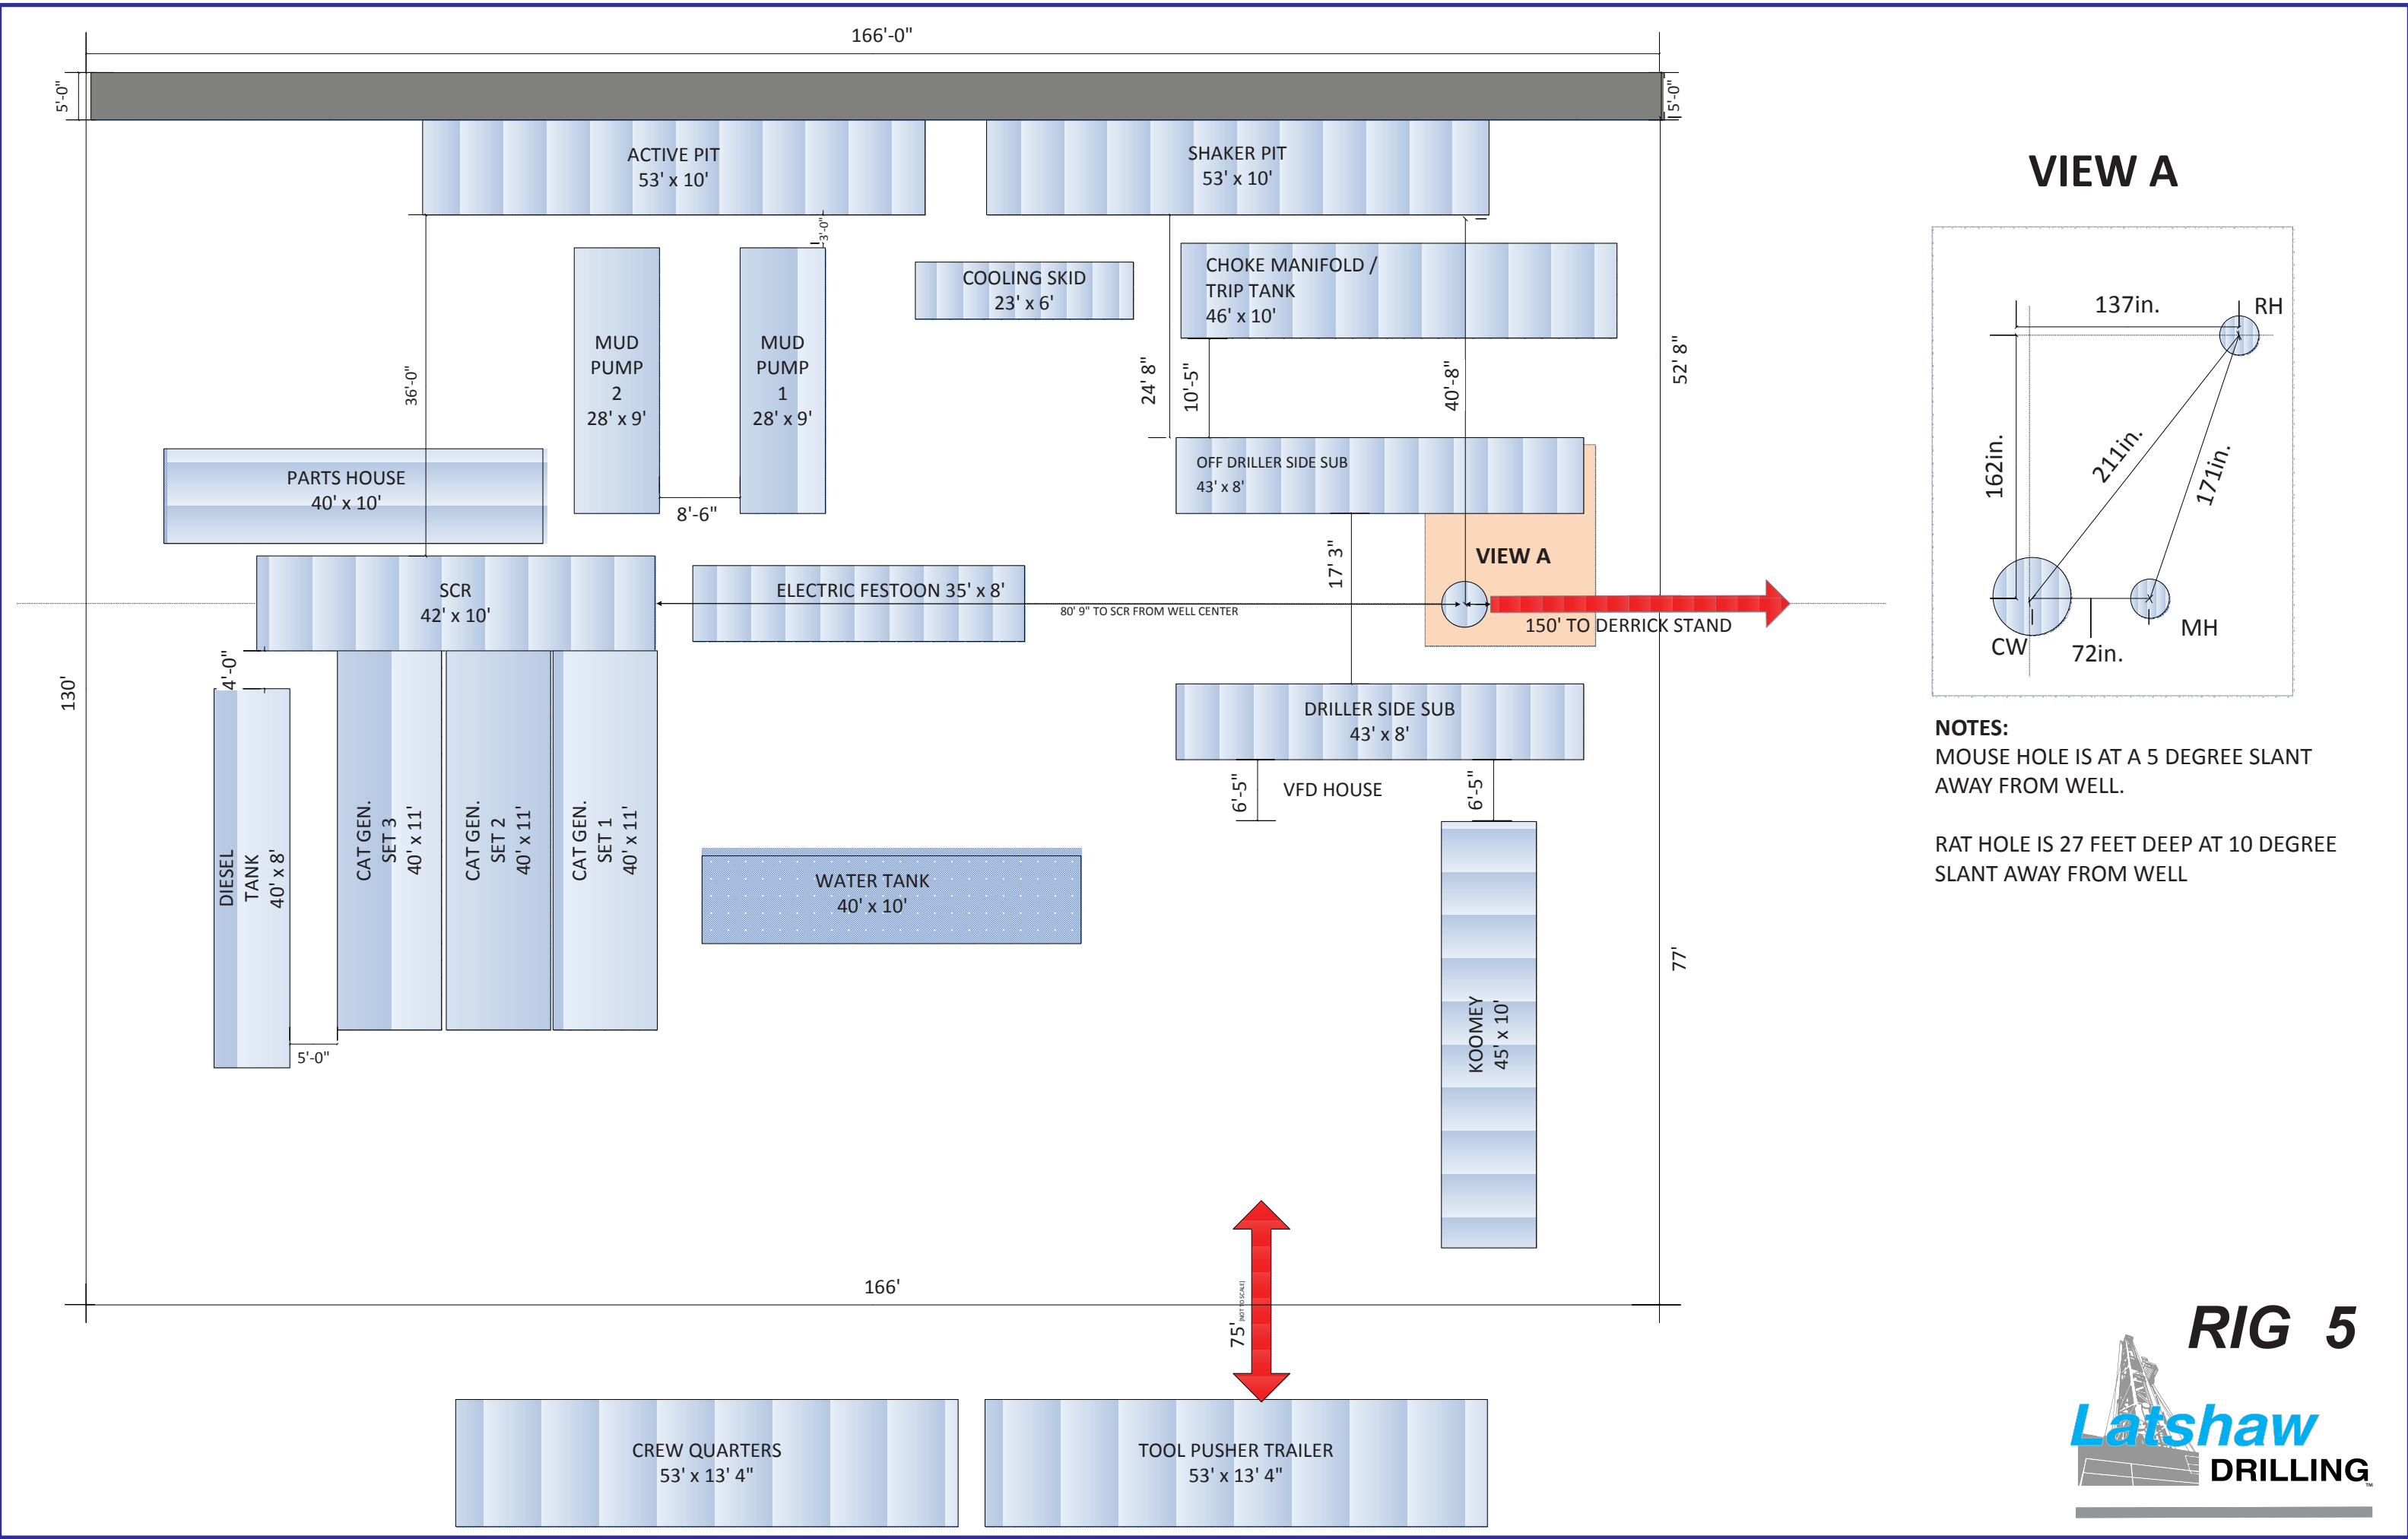 166'-0"
5'-0"
5'-0"
ACTIVE PIT
53' x 10'
SHAKER PIT
53' x 10'
VIEW A
3'-0"
COOLING SKID
23' x 6'
CHOKE MANIFOLD /
TRIP TANK
46' x 10'
137in.
RH
MUD
PUMP
2
28' x 9'
MUD
PUMP
1
28' x 9'
36'-0"
24' 8"
10'-5"
40'-8"
52' 8"
162in.
211in.
171in.
PARTS HOUSE
40' x 10'
8'-6"
OFF DRILLER SIDE SUB
43' x 8'
17' 3"
VIEW A
SCR
42' x 10'
ELECTRIC FESTOON 35' x 8'
80' 9" TO SCR FROM WELL CENTER
150' TO DERRICK STAND
CW
72in.
MH
4'-0"
130'
DRILLER SIDE SUB
43' x 8'
NOTES:
MOUSE HOLE IS AT A 5 DEGREE SLANT
AWAY FROM WELL.
RAT HOLE IS 27 FEET DEEP AT 10 DEGREE
SLANT AWAY FROM WELL
6'-5"
VFD HOUSE
6'-5"
DIESEL
TANK
40' x 8'
CAT GEN.
SET 3
40' x 11'
CAT GEN.
SET 2
40' x 11'
CAT GEN.
SET 1
40' x 11'
WATER TANK
40' x 10'
77'
5'-0"
KOOMEY
45' x 10'
166'
75'
(NOT TO SCALE)
CREW QUARTERS
53' x 13' 4"
TOOL PUSHER TRAILER
53' x 13' 4"
RIG 5
Latshaw
DRILLING
TM